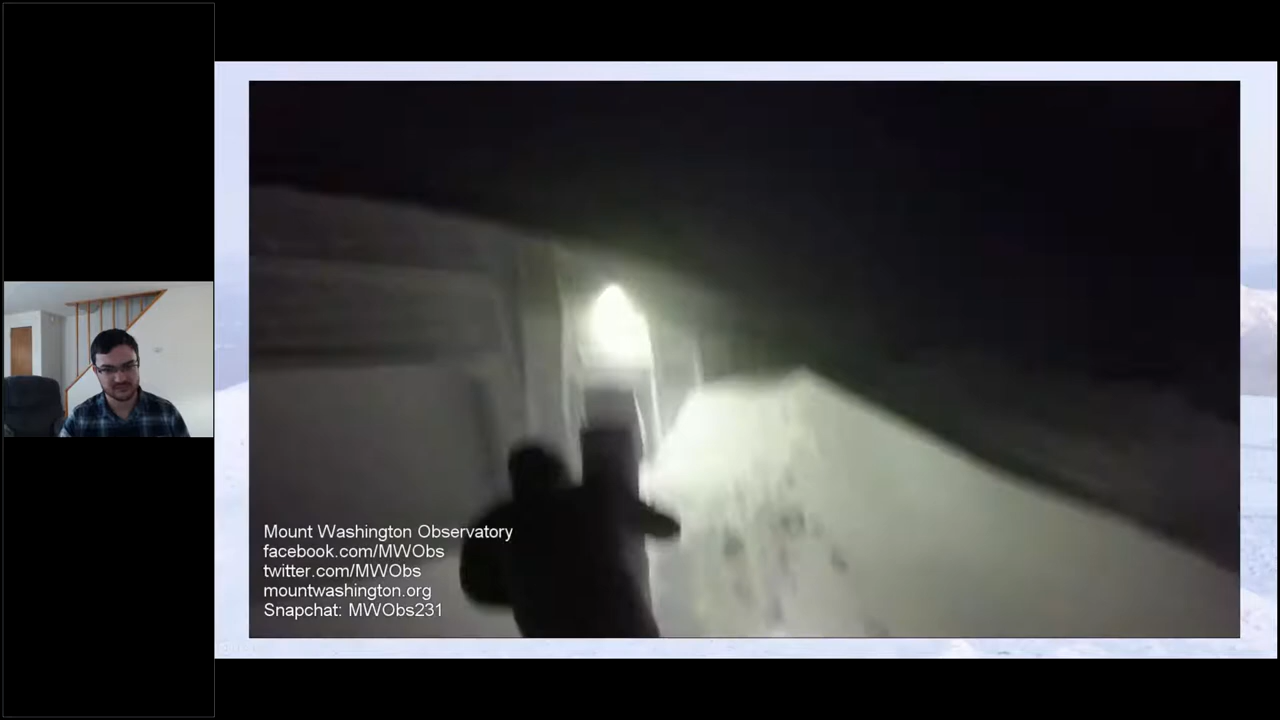 Mount Washington Observatory
facebook.com/MWObs
twitter.com/MWObs
mountwashington.org
Snapchat: MWObs231